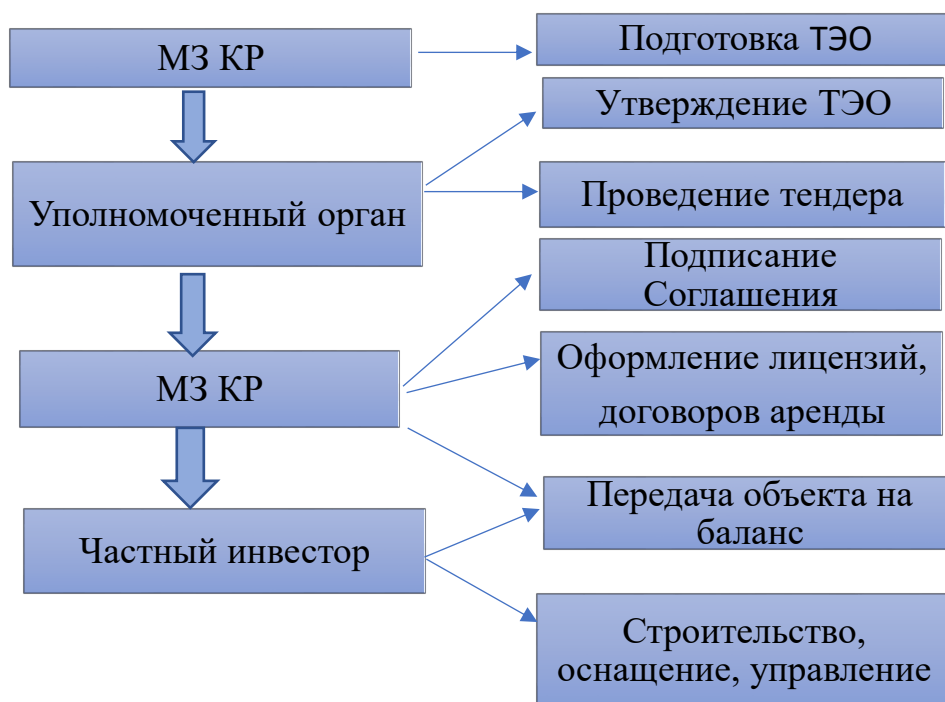 МЗ КР
Подготовка ТЭО
Утверждение ТЭО
Уполномоченный орган
Проведение тендера
Подписание
Соглашения
МЗ КР
Оформление лицензий,
договоров аренды
Передача объекта на
баланс
Частный инвестор
Строительство,
оснащение, управление